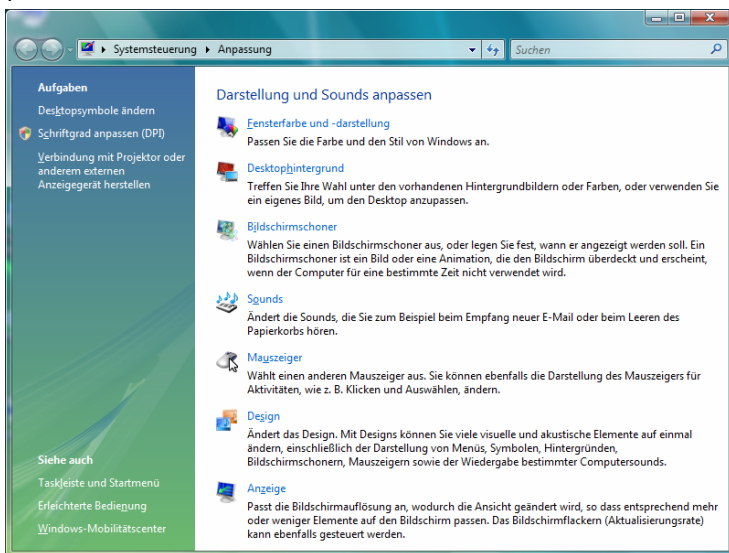 Systemsteuerung ▸ Anpassung
Suchen
Aufgaben
Desktopsymbole ändern
Schriftgrad anpassen (DPI)
Verbindung mit Projektor oder
anderem externen
Anzeigegerät herstellen
Darstellung und Sounds anpassen
Fensterfarbe und -darstellung
Passen Sie die Farbe und den Stil von Windows an.
Desktophintergrund
Treffen Sie Ihre Wahl unter den vorhandenen Hintergrundbildern oder Farben, oder verwenden Sie
ein eigenes Bild, um den Desktop anzupassen.
Bildschirmschoner
Wählen Sie einen Bildschirmschoner aus, oder legen Sie fest, wann er angezeigt werden soll. Ein
Bildschirmschoner ist ein Bild oder eine Animation, die den Bildschirm überdeckt und erscheint,
wenn der Computer für eine bestimmte Zeit nicht verwendet wird.
Sounds
Ändert die Sounds, die Sie zum Beispiel beim Empfang neuer E-Mail oder beim Leeren des
Papierkorbs hören.
Mauszeiger
Wählt einen anderen Mauszeiger aus. Sie können ebenfalls die Darstellung des Mauszeigers für
Aktivitäten, wie z. B. Klicken und Auswählen, ändern.
Design
Ändert das Design. Mit Designs können Sie viele visuelle und akustische Elemente auf einmal
ändern, einschließlich der Darstellung von Menüs, Symbolen, Hintergründen,
Bildschirmschonern, Mauszeigern sowie der Wiedergabe bestimmter Computersounds.
Anzeige
Passt die Bildschirmauflösung an, wodurch die Ansicht geändert wird, so dass entsprechend mehr
oder weniger Elemente auf den Bildschirm passen. Das Bildschirmflackern (Aktualisierungsrate)
kann ebenfalls gesteuert werden.
Siehe auch
Taskleiste und Startmenü
Erleichterte Bedienung
Windows-Mobilitätscenter